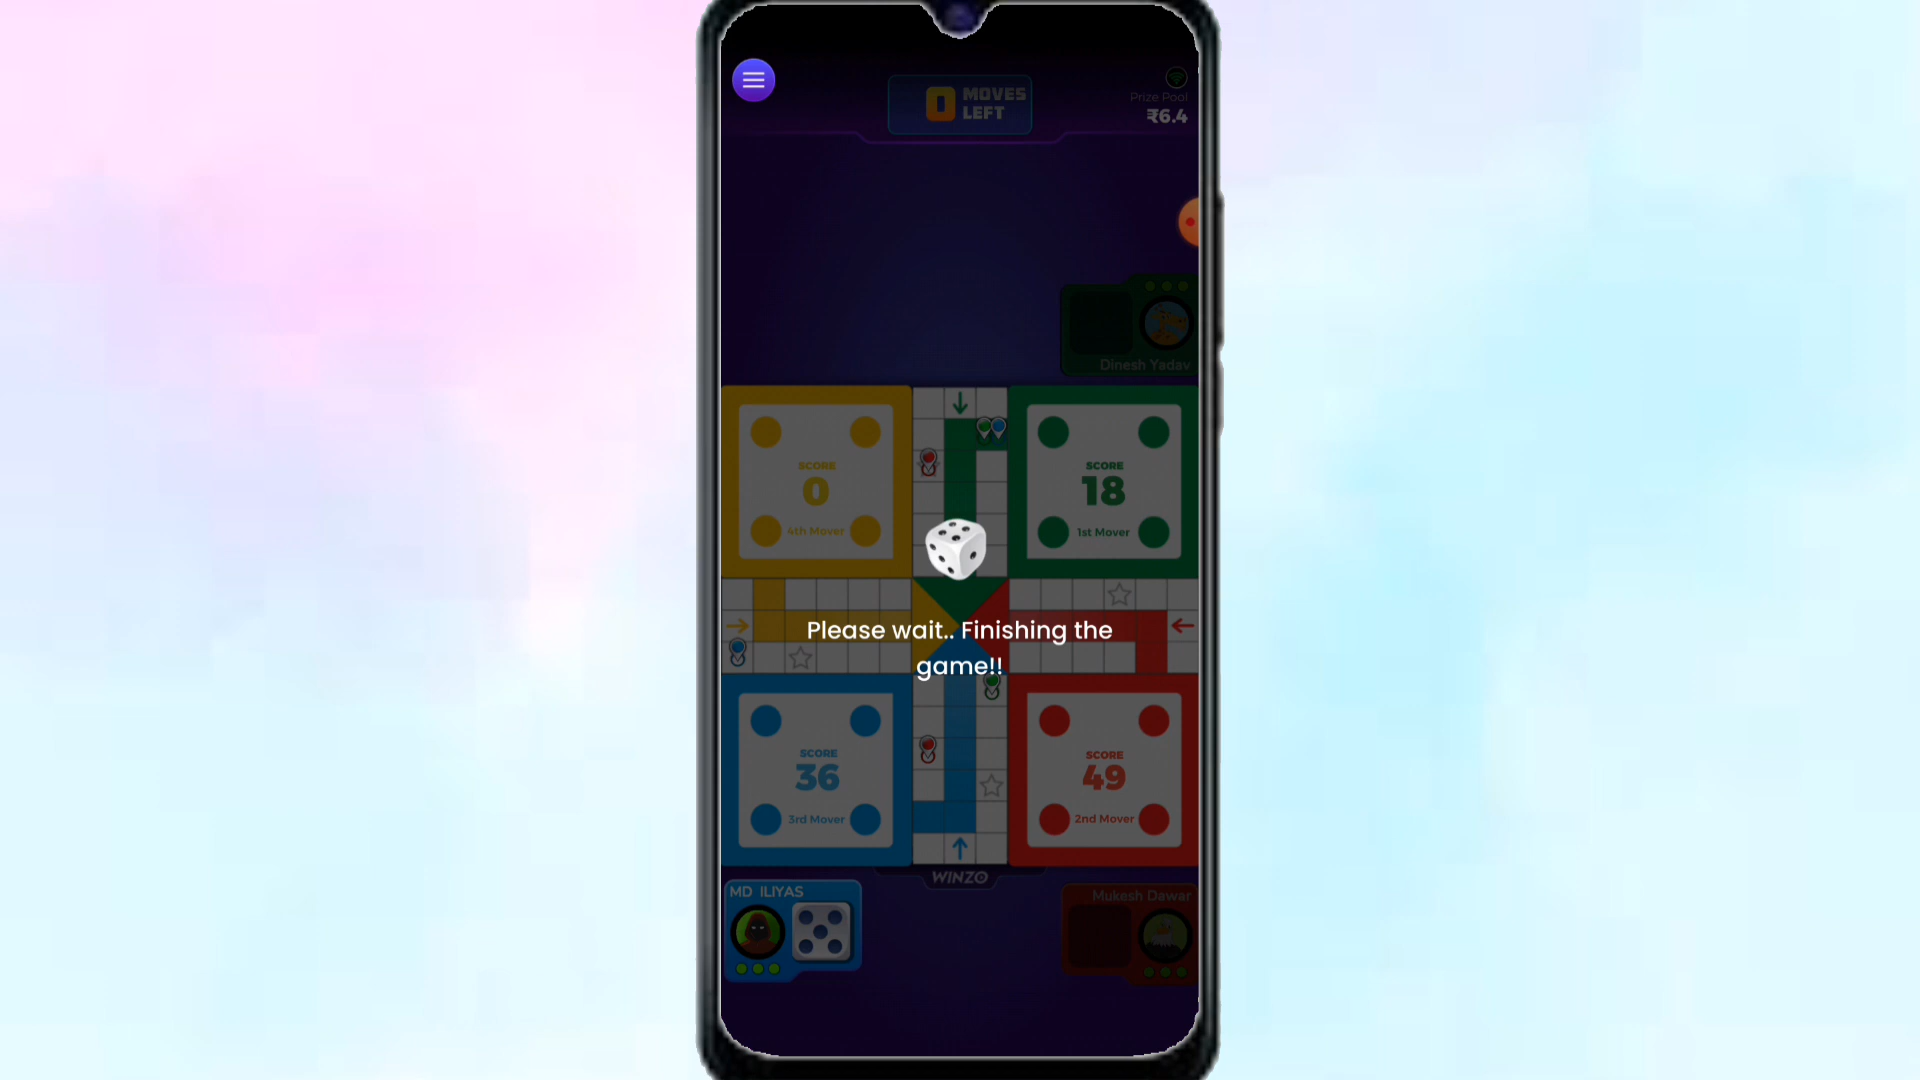 0 MOVES
LEFT
Prize Pool
₹6.4
Dinesh Yadav
SCORE
0
4th Mover
SCORE
18
1st Mover
Please wait.. Finishing the
game!!
SCORE
36
3rd Mover
SCORE
49
2nd Mover
WINZO
MD ILIYAS
Mukesh Dawar